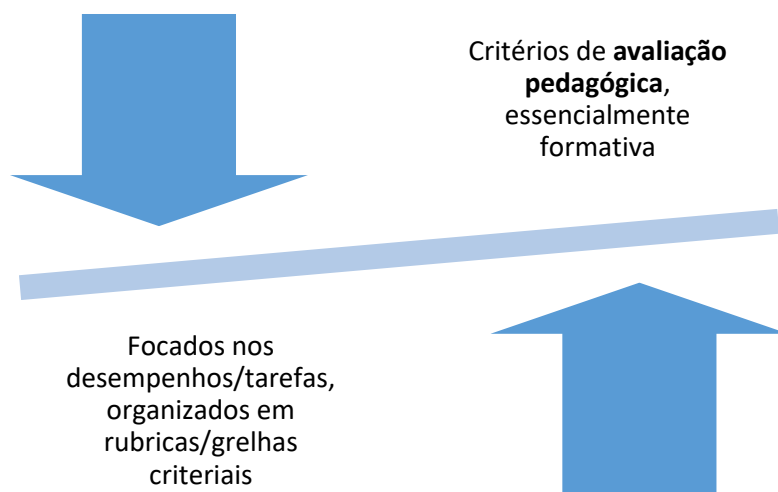 Critérios de avaliação
pedagógica,
essencialmente
formativa
Focados nos
desempenhos/tarefas,
organizados em
rubricas/grelhas
criteriais